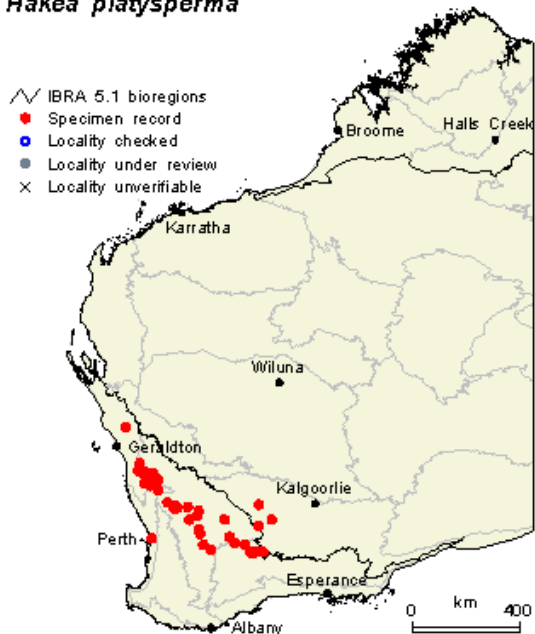 Hakea platysperma
IBRA 5.1 bioregions
Specimen record
Locality checked
Locality under review
Locality unverifiable
Broome
Halls Creek
Karratha
Wiluna
Geraldton
Kalgoorlie
Perth
Esperance
Albany
0 km 400